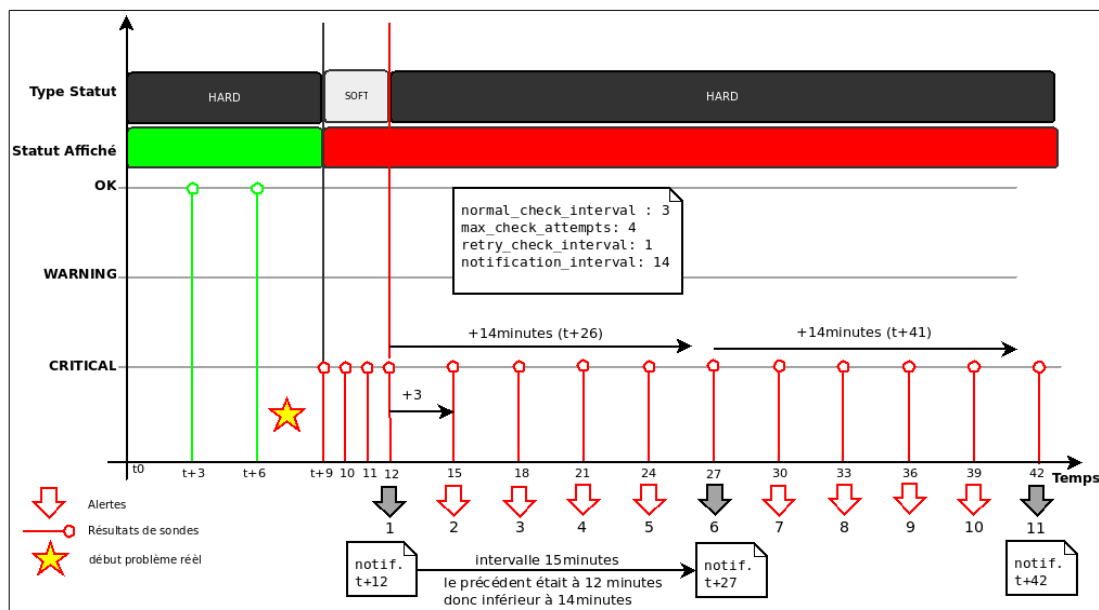 Type Statut
HARD
SOFT
HARD
Statut Affiché
OK
normal_check_interval : 3
max_check_attempts: 4
retry_check_interval: 1
notification_interval: 14
WARNING
+14minutes (t+26)
+14minutes (t+41)
CRITICAL
+3
t0
t+3
t+6
t+9
10
11
12
15
18
21
24
27
30
33
36
39
42
Temps
Alertes
1
2
3
4
5
6
7
8
9
10
11
Résultats de sondes
début problème réèl
notif.
t+12
intervalle 15minutes
le précédent était à 12 minutes
donc inférieur à 14minutes
notif.
t+27
notif.
t+42